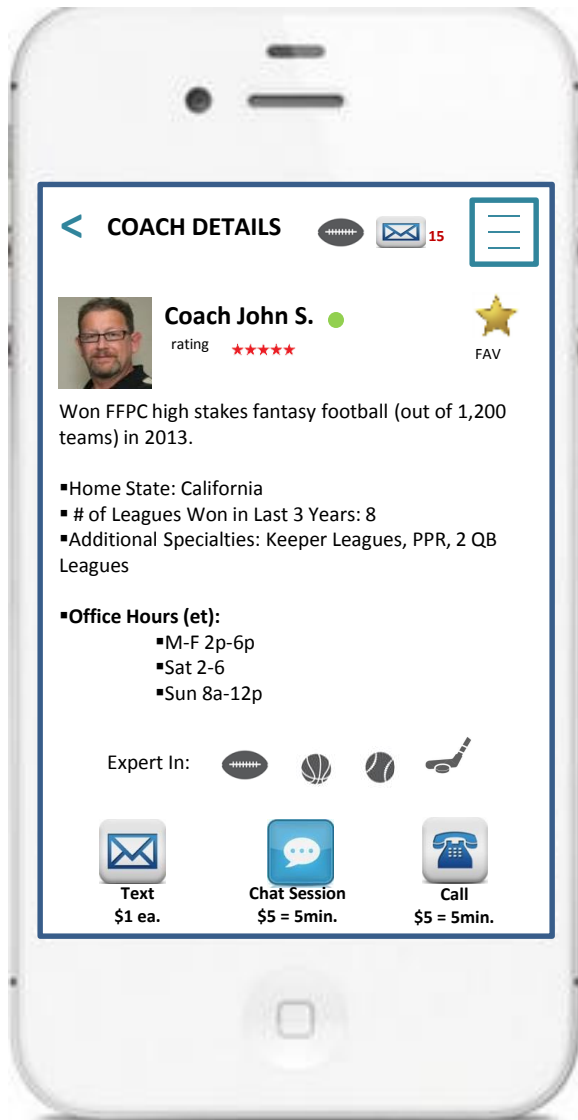 < COACH DETAILS 15
Coach John S.
rating ★★★★★
FAV
Won FFPC high stakes fantasy football (out of 1,200
teams) in 2013.
▪Home State: California
▪ # of Leagues Won in Last 3 Years: 8
▪Additional Specialties: Keeper Leagues, PPR, 2 QB
Leagues
▪Office Hours (et):
▪M-F 2p-6p
▪Sat 2-6
▪Sun 8a-12p
Expert In:
Text
$1 ea.
Chat Session
$5 = 5min.
Call
$5 = 5min.